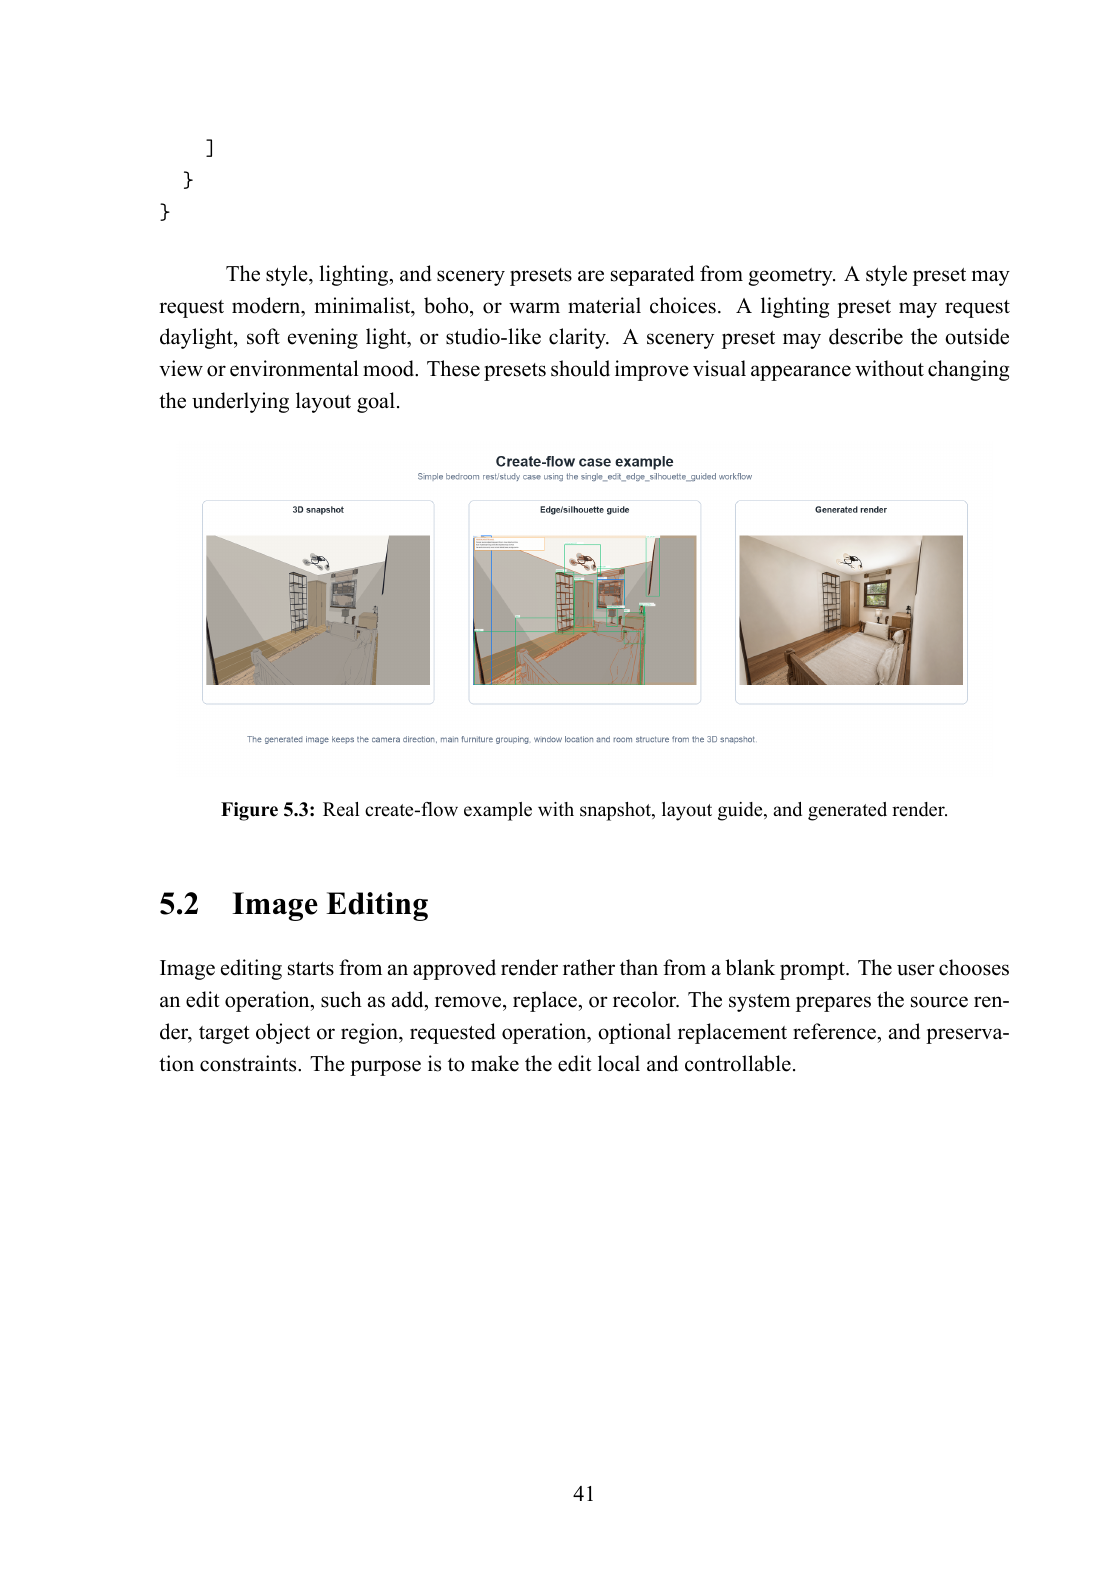 ]
}
}
The style, lighting, and scenery presets are separated from geometry. A style preset may
request modern, minimalist, boho, or warm material choices. A lighting preset may request
daylight, soft evening light, or studio-like clarity. A scenery preset may describe the outside
view or environmental mood. These presets should improve visual appearance without changing
the underlying layout goal.
Create-flow case example
Simple bedroom rest/study case using the single_edit_edge_silhouette_guided workflow
3D snapshot
Edge/silhouette guide
Generated render
The generated image keeps the camera direction, main furniture grouping, window location and room structure from the 3D snapshot.
Figure 5.3: Real create-flow example with snapshot, layout guide, and generated render.
5.2 Image Editing
Image editing starts from an approved render rather than from a blank prompt. The user chooses
an edit operation, such as add, remove, replace, or recolor. The system prepares the source ren-
der, target object or region, requested operation, optional replacement reference, and preserva-
tion constraints. The purpose is to make the edit local and controllable.
41